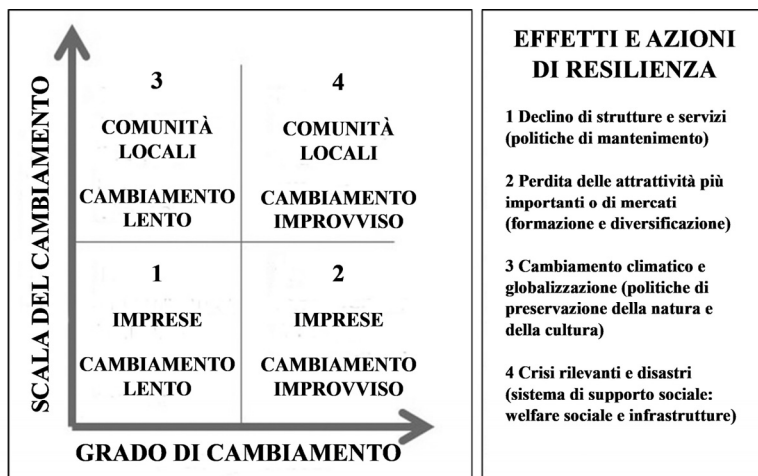 SCALA DEL CAMBIAMENTO
3
COMUNITÀ
LOCALI
CAMBIAMENTO
LENTO
4
COMUNITÀ
LOCALI
CAMBIAMENTO
IMPROVVISO
1
IMPRESE
CAMBIAMENTO
LENTO
2
IMPRESE
CAMBIAMENTO
IMPROVVISO
GRADO DI CAMBIAMENTO
EFFETTI E AZIONI
DI RESILIENZA
1 Declino di strutture e servizi
(politiche di mantenimento)
2 Perdita delle attrattività più
importanti o di mercati
(formazione e diversificazione)
3 Cambiamento climatico e
globalizzazione (politiche di
preservazione della natura e
della cultura)
4 Crisi rilevanti e disastri
(sistema di supporto sociale:
welfare sociale e infrastrutture)